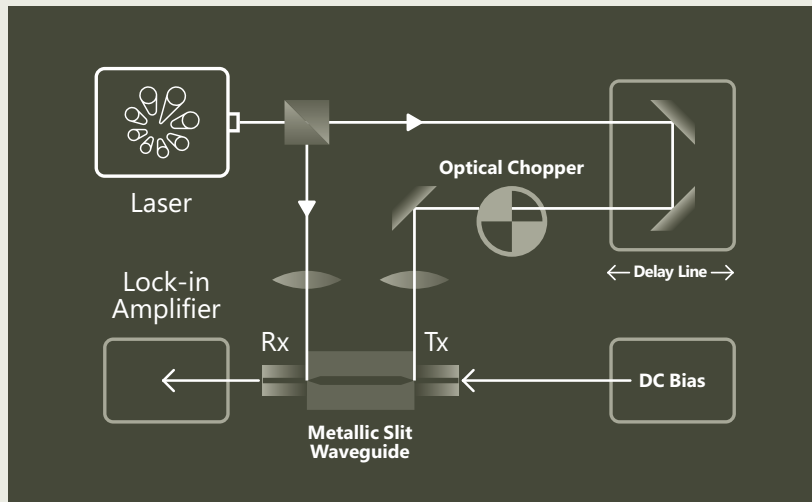 Laser
Optical Chopper
← Delay Line →
Lock-in
Amplifier
Rx
Tx
DC Bias
Metallic Slit
Waveguide